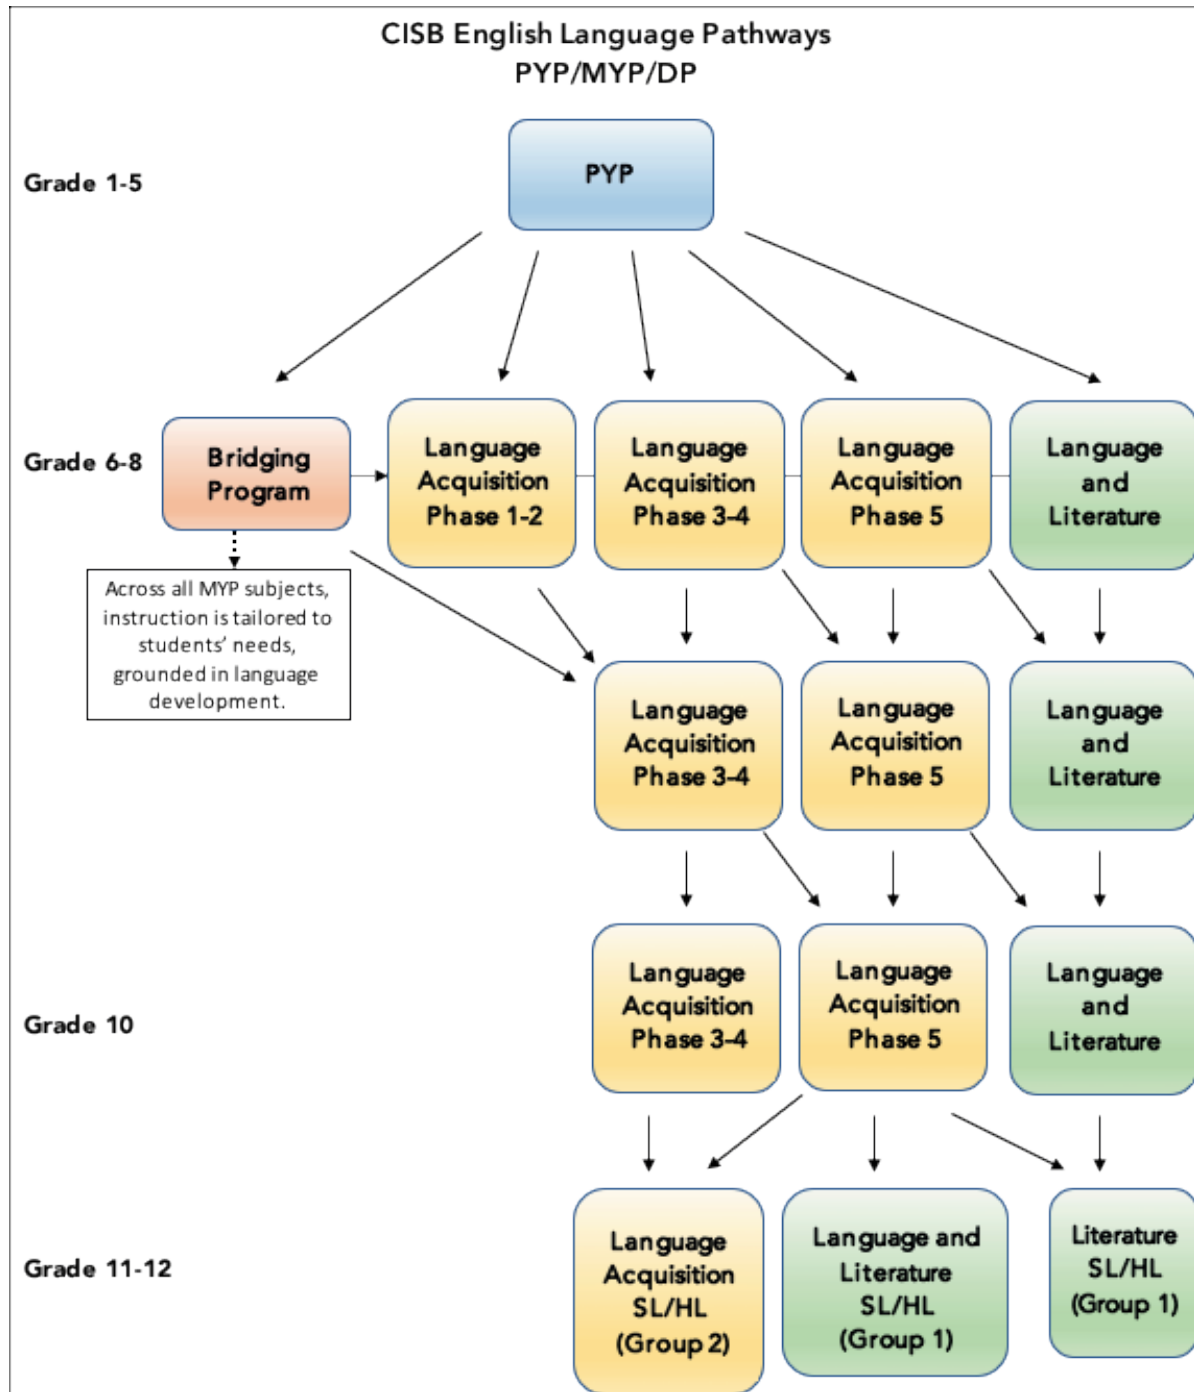 CISB English Language Pathways
PYP/MYP/DP
Grade 1-5
PYP
Grade 6-8
Bridging
Program
Language
Acquisition
Phase 1-2
Language
Acquisition
Phase 3-4
Language
Acquisition
Phase 5
Language
and
Literature
Across all MYP subjects,
instruction is tailored to
students’ needs,
grounded in language
development.
Language
Acquisition
Phase 3-4
Language
Acquisition
Phase 5
Language
and
Literature
Grade 10
Language
Acquisition
Phase 3-4
Language
Acquisition
Phase 5
Language
and
Literature
Grade 11-12
Language
Acquisition
SL/HL
(Group 2)
Language and
Literature
SL/HL
(Group 1)
Literature
SL/HL
(Group 1)